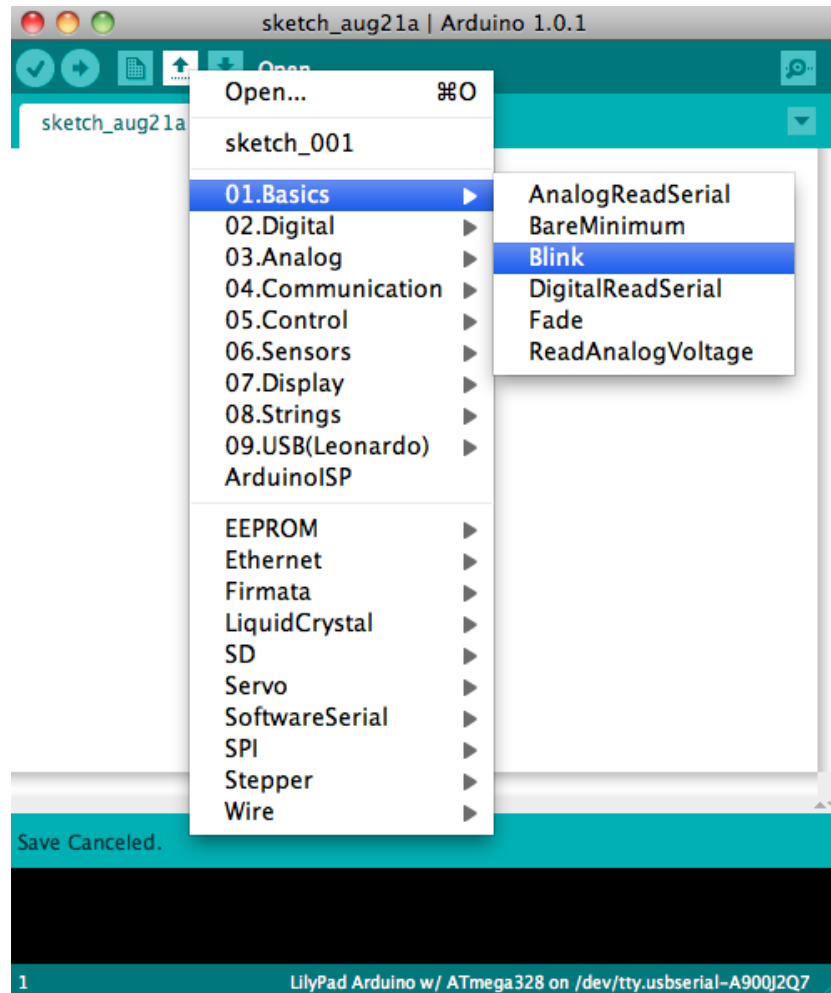 sketch_aug21a | Arduino 1.0.1
Open
sketch_aug21a
Open... ⌘O
sketch_001
01.Basics
02.Digital
03.Analog
04.Communication
05.Control
06.Sensors
07.Display
08.Strings
09.USB(Leonardo)
ArduinoISP
EEPROM
Ethernet
Firmata
LiquidCrystal
SD
Servo
SoftwareSerial
SPI
Stepper
Wire
AnalogReadSerial
BareMinimum
Blink
DigitalReadSerial
Fade
ReadAnalogVoltage
Save Canceled.
1 LilyPad Arduino w/ ATmega328 on /dev/tty.usbserial-A900J2Q7